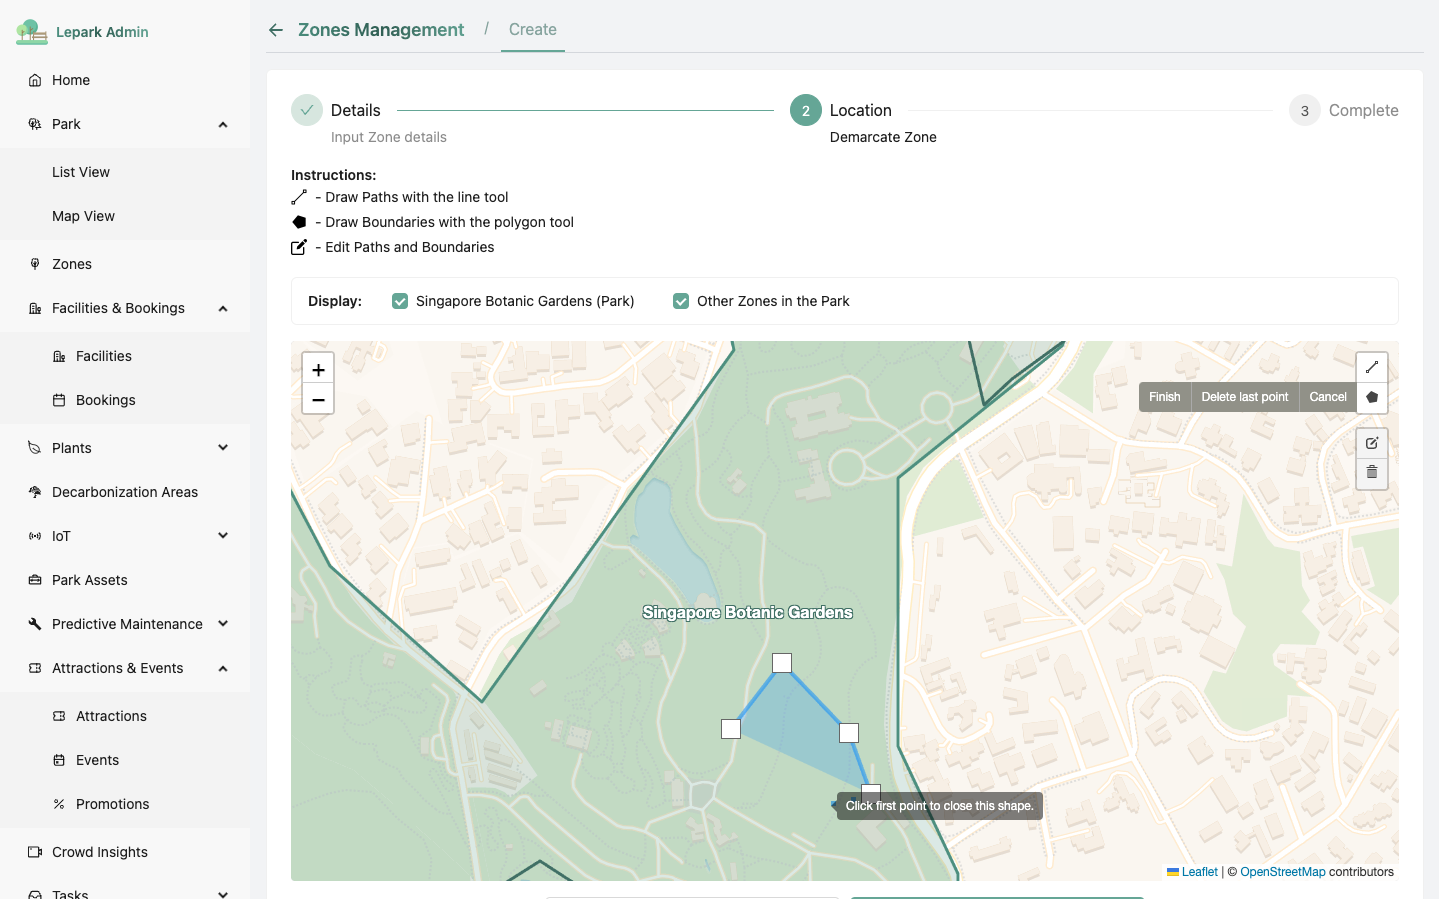 Lepark Admin
Home
Park
List View
Map View
Zones
Facilities & Bookings
Facilities
Bookings
Plants
Decarbonization Areas
IoT
Park Assets
Predictive Maintenance
Attractions & Events
Attractions
Events
Promotions
Crowd Insights
Tasks
Zones Management / Create
Details
Input Zone details
2 Location
Demarcate Zone
3 Complete
Instructions:
- Draw Paths with the line tool
- Draw Boundaries with the polygon tool
- Edit Paths and Boundaries
Display: Singapore Botanic Gardens (Park) Other Zones in the Park
+
−
Finish Delete last point Cancel
Singapore Botanic Gardens
Click first point to close this shape.
Leaflet | © OpenStreetMap contributors